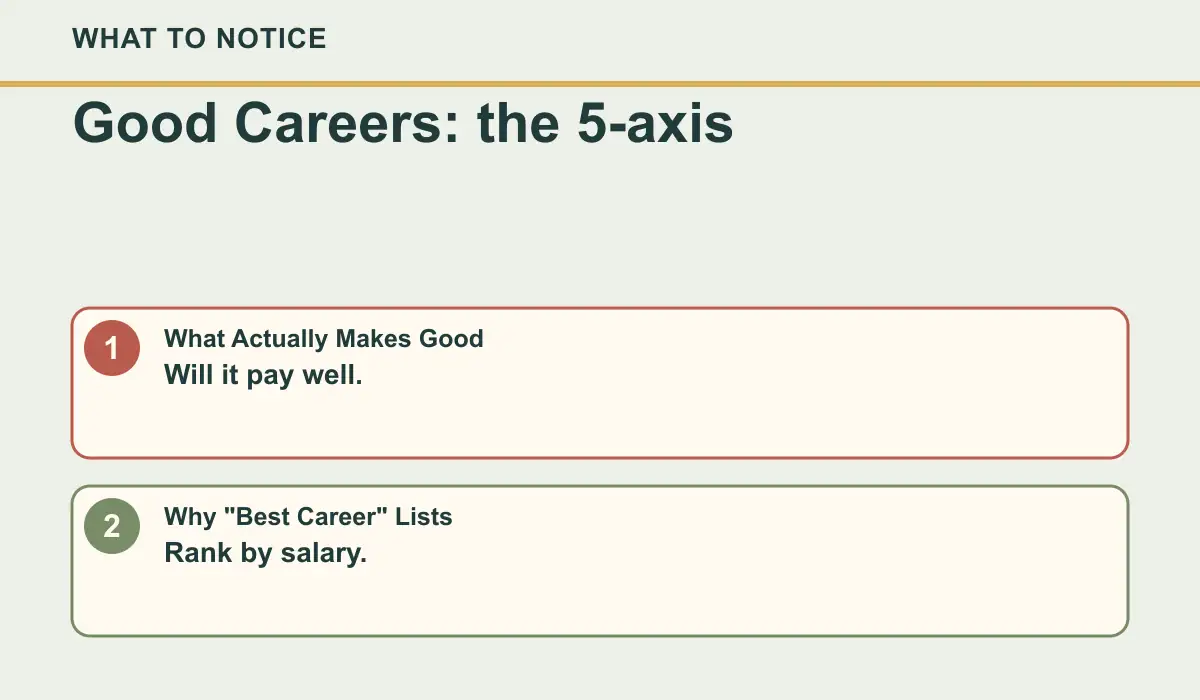 WHAT TO NOTICE
Good Careers: the 5-axis
1
What Actually Makes Good
Will it pay well.
2
Why "Best Career" Lists
Rank by salary.